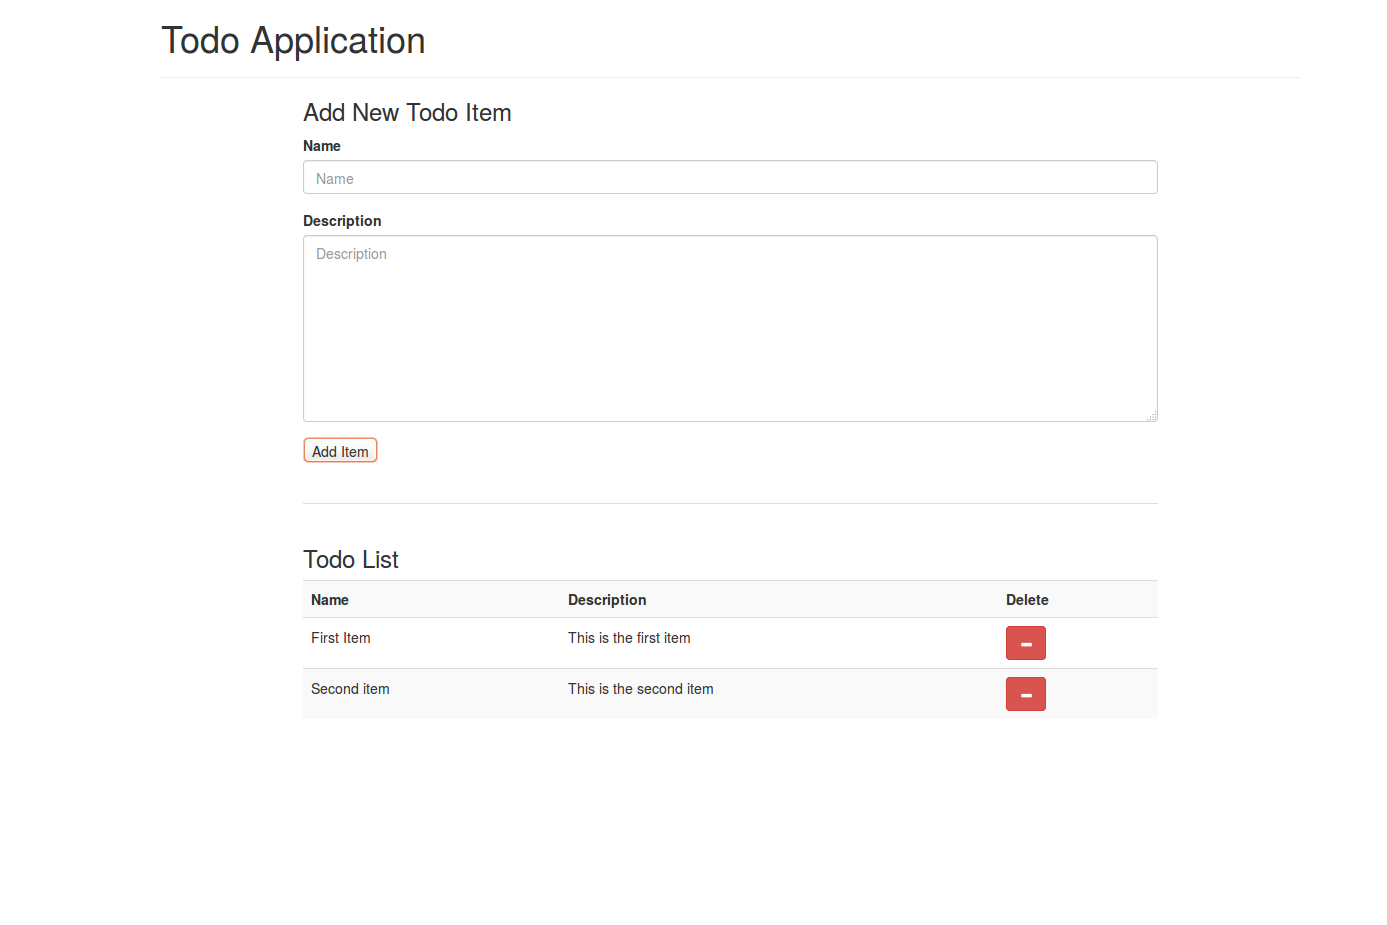 Todo Application
Add New Todo Item
Name
Name
Description
Description
Add Item
Todo List
Name Description Delete
First Item This is the first item
Second item This is the second item